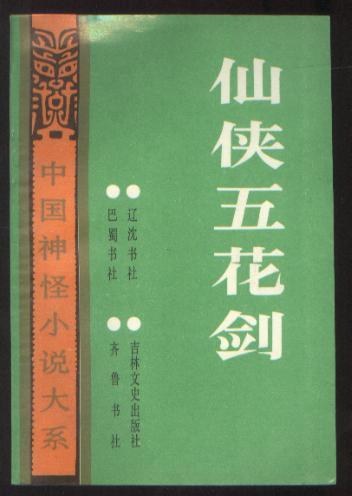 仙侠五花剑
中国神怪小说大系
辽沈书社
巴蜀书社
吉林文史出版社
齐鲁书社